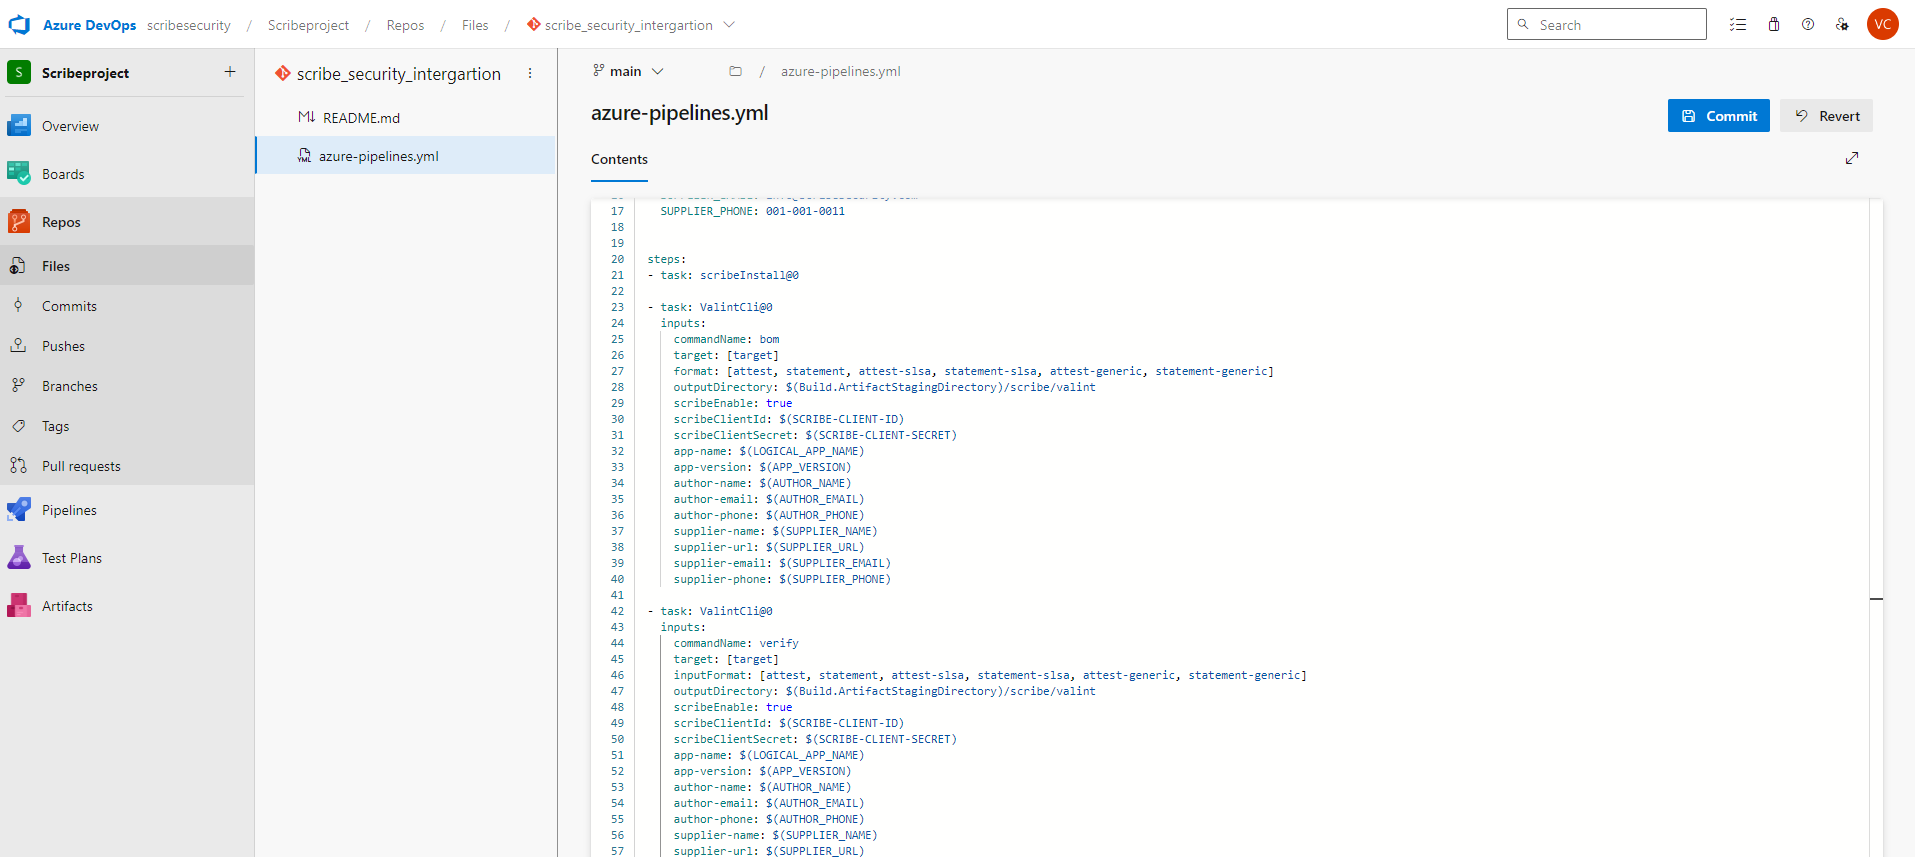 Azure DevOps scribesecurity / Scribeproject / Repos / Files / scribe_security_intergartion
Search
VC
S Scribeproject +
Overview
Boards
Repos
Files
Commits
Pushes
Branches
Tags
Pull requests
Pipelines
Test Plans
Artifacts
scribe_security_intergartion
M↓ README.md
YML azure-pipelines.yml
main / azure-pipelines.yml
azure-pipelines.yml
Commit
Revert
Contents
17 SUPPLIER_PHONE: 001-001-0011
18
19
20 steps:
21 - task: scribeInstall@0
22
23 - task: ValintCli@0
24 inputs:
25 commandName: bom
26 target: [target]
27 format: [attest, statement, attest-slsa, statement-slsa, attest-generic, statement-generic]
28 outputDirectory: $(Build.ArtifactStagingDirectory)/scribe/valint
29 scribeEnable: true
30 scribeClientId: $(SCRIBE-CLIENT-ID)
31 scribeClientSecret: $(SCRIBE-CLIENT-SECRET)
32 app-name: $(LOGICAL_APP_NAME)
33 app-version: $(APP_VERSION)
34 author-name: $(AUTHOR_NAME)
35 author-email: $(AUTHOR_EMAIL)
36 author-phone: $(AUTHOR_PHONE)
37 supplier-name: $(SUPPLIER_NAME)
38 supplier-url: $(SUPPLIER_URL)
39 supplier-email: $(SUPPLIER_EMAIL)
40 supplier-phone: $(SUPPLIER_PHONE)
41
42 - task: ValintCli@0
43 inputs:
44 commandName: verify
45 target: [target]
46 inputFormat: [attest, statement, attest-slsa, statement-slsa, attest-generic, statement-generic]
47 outputDirectory: $(Build.ArtifactStagingDirectory)/scribe/valint
48 scribeEnable: true
49 scribeClientId: $(SCRIBE-CLIENT-ID)
50 scribeClientSecret: $(SCRIBE-CLIENT-SECRET)
51 app-name: $(LOGICAL_APP_NAME)
52 app-version: $(APP_VERSION)
53 author-name: $(AUTHOR_NAME)
54 author-email: $(AUTHOR_EMAIL)
55 author-phone: $(AUTHOR_PHONE)
56 supplier-name: $(SUPPLIER_NAME)
57 supplier-url: $(SUPPLIER_URL)